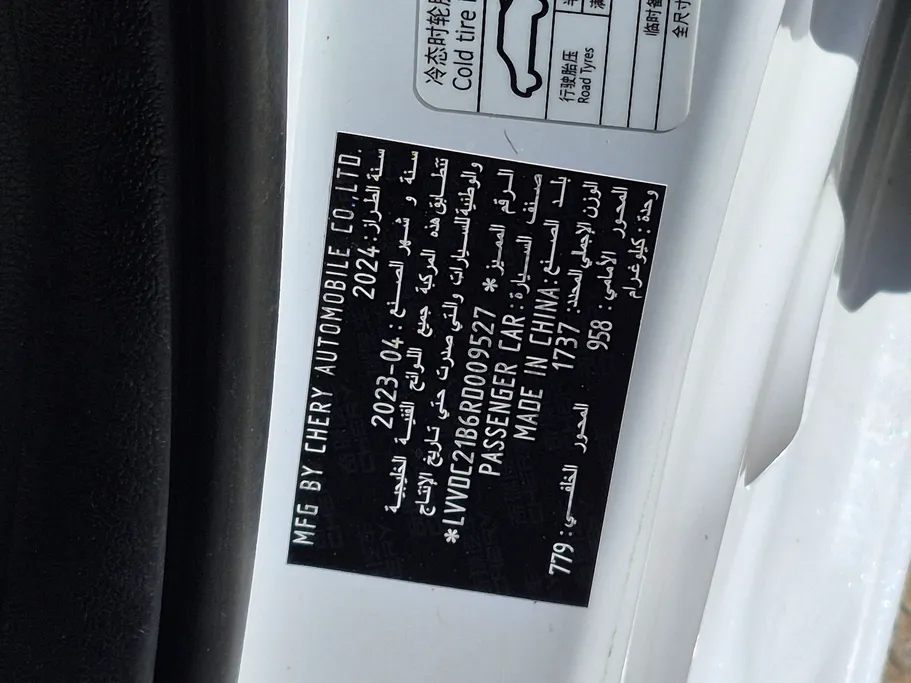 MFG BY CHERY AUTOMOBILE CO.,LTD.
سنة الطراز: 2024
سنة و شهر الصنع: 2023-04
تتطابق هذه المركبة جميع اللوائح الفنية الخليجية
والوطنية للسيارات والتي صدرت حتى تاريخ الإنتاج
الرقم المميز: *LVVDC21B6RD009527*
صنف السيارة: PASSENGER CAR
بلد الصنع: MADE IN CHINA
الوزن الإجمالي المحدد: 1737
المحور الأمامي: 958 المحور الخلفي: 779
وحدة: كيلوغرام
冷态时轮胎
Cold tire
行驶胎压
Road Tyres
临时备
全尺寸